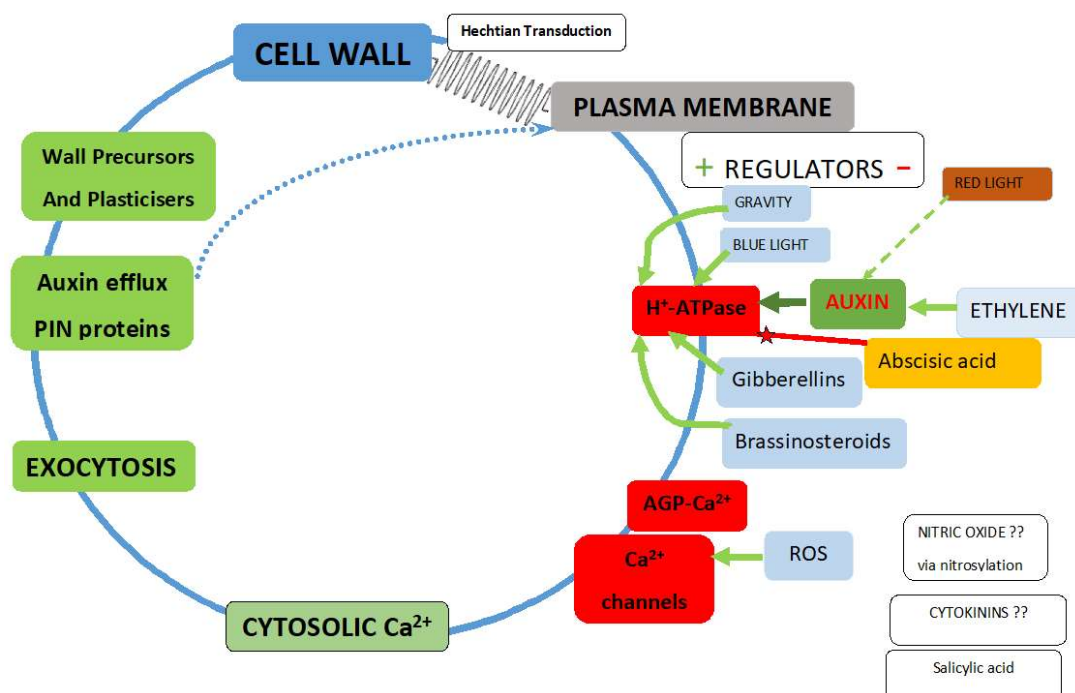 Hechtian Transduction
CELL WALL
PLASMA MEMBRANE
Wall Precursors
And Plasticisers
+ REGULATORS −
RED LIGHT
GRAVITY
BLUE LIGHT
Auxin efflux
PIN proteins
H⁺-ATPase
AUXIN
ETHYLENE
Abscisic acid
Gibberellins
Brassinosteroids
EXOCYTOSIS
AGP-Ca²⁺
Ca²⁺
channels
ROS
NITRIC OXIDE ??
via nitrosylation
CYTOSOLIC Ca²⁺
CYTOKININS ??
Salicylic acid